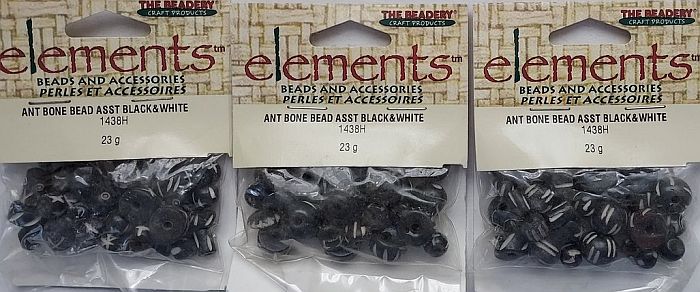 THE BEADERY
CRAFT PRODUCTS
elements tm
BEADS AND ACCESSORIES
PERLES ET ACCESSOIRES
ANT BONE BEAD ASST BLACK&WHITE
1438H
23 g
THE BEADERY
CRAFT PRODUCTS
elements tm
BEADS AND ACCESSORIES
PERLES ET ACCESSOIRES
ANT BONE BEAD ASST BLACK&WHITE
1438H
23 g
THE BEADERY
CRAFT PRODUCTS
elements tm
BEADS AND ACCESSORIES
PERLES ET ACCESSOIRES
ANT BONE BEAD ASST BLACK&WHITE
1438H
23 g